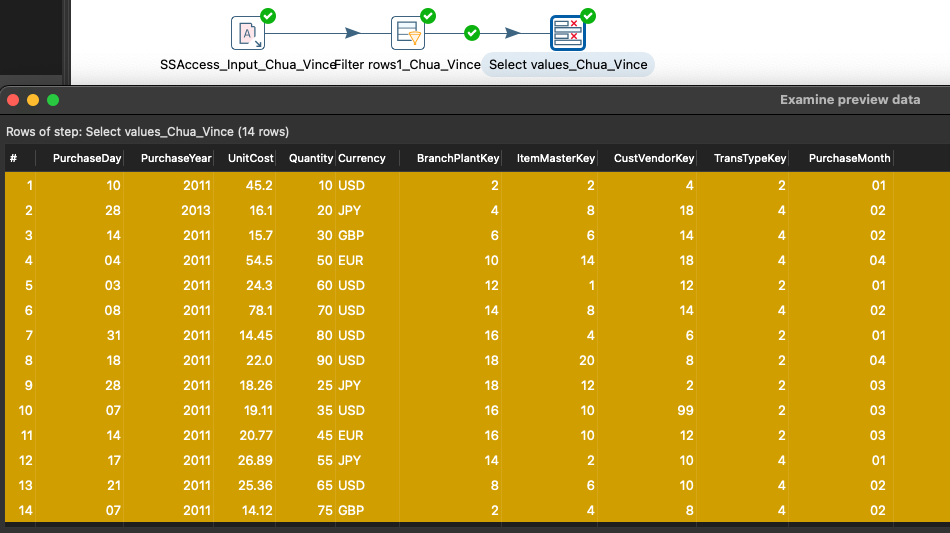 A
SSAccess_Input_Chua_Vince Filter rows1_Chua_Vince Select values_Chua_Vince
Examine preview data
Rows of step: Select values_Chua_Vince (14 rows)
# PurchaseDay PurchaseYear UnitCost Quantity Currency BranchPlantKey ItemMasterKey CustVendorKey TransTypeKey PurchaseMonth
1 10 2011 45.2 10 USD 2 2 4 2 01
2 28 2013 16.1 20 JPY 4 8 18 4 02
3 14 2011 15.7 30 GBP 6 6 14 4 02
4 04 2011 54.5 50 EUR 10 14 18 4 04
5 03 2011 24.3 60 USD 12 1 12 2 01
6 08 2011 78.1 70 USD 14 8 14 4 02
7 31 2011 14.45 80 USD 16 4 6 2 01
8 18 2011 22.0 90 USD 18 20 8 2 04
9 28 2011 18.26 25 JPY 18 12 2 2 03
10 07 2011 19.11 35 USD 16 10 99 2 03
11 14 2011 20.77 45 EUR 16 10 12 2 03
12 17 2011 26.89 55 JPY 14 2 10 4 01
13 21 2011 25.36 65 USD 8 6 10 4 02
14 07 2011 14.12 75 GBP 2 4 8 4 02